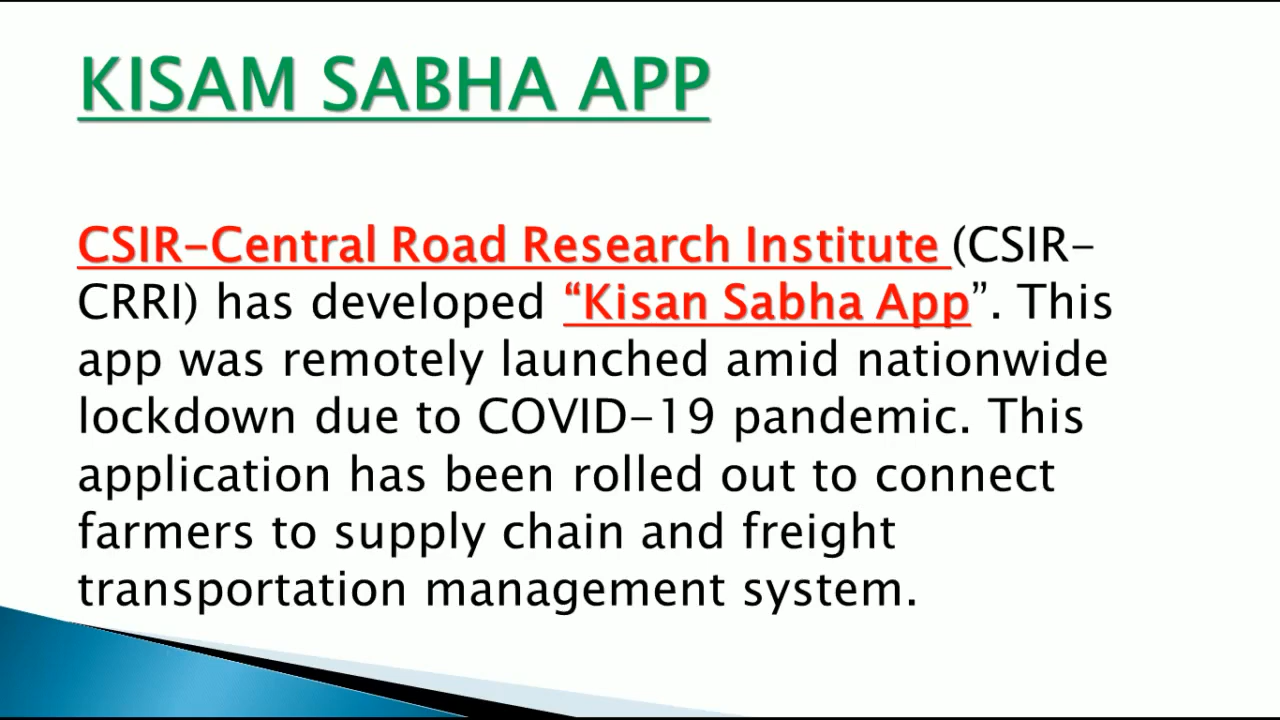 KISAM SABHA APP
CSIR-Central Road Research Institute (CSIR-
CRRI) has developed “Kisan Sabha App”. This
app was remotely launched amid nationwide
lockdown due to COVID-19 pandemic. This
application has been rolled out to connect
farmers to supply chain and freight
transportation management system.